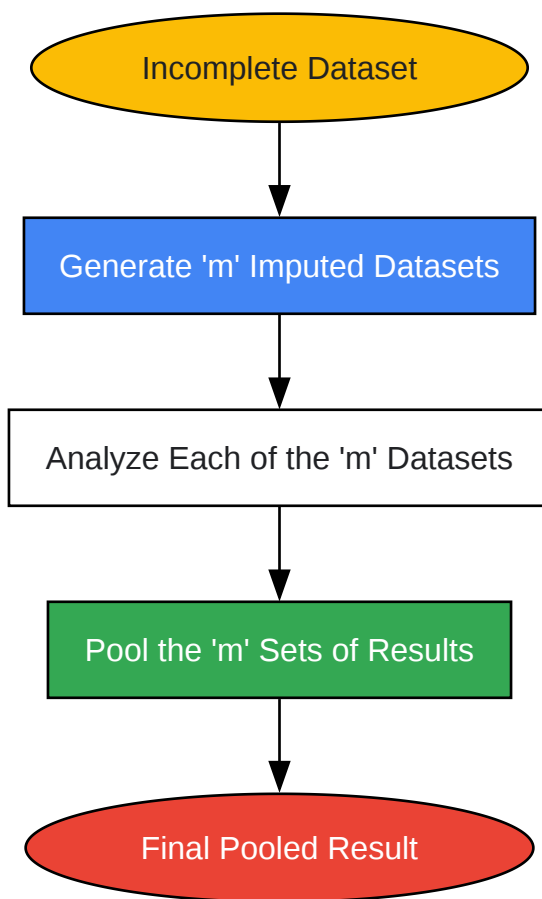 Incomplete Dataset
Generate 'm' Imputed Datasets
Analyze Each of the 'm' Datasets
Pool the 'm' Sets of Results
Final Pooled Result